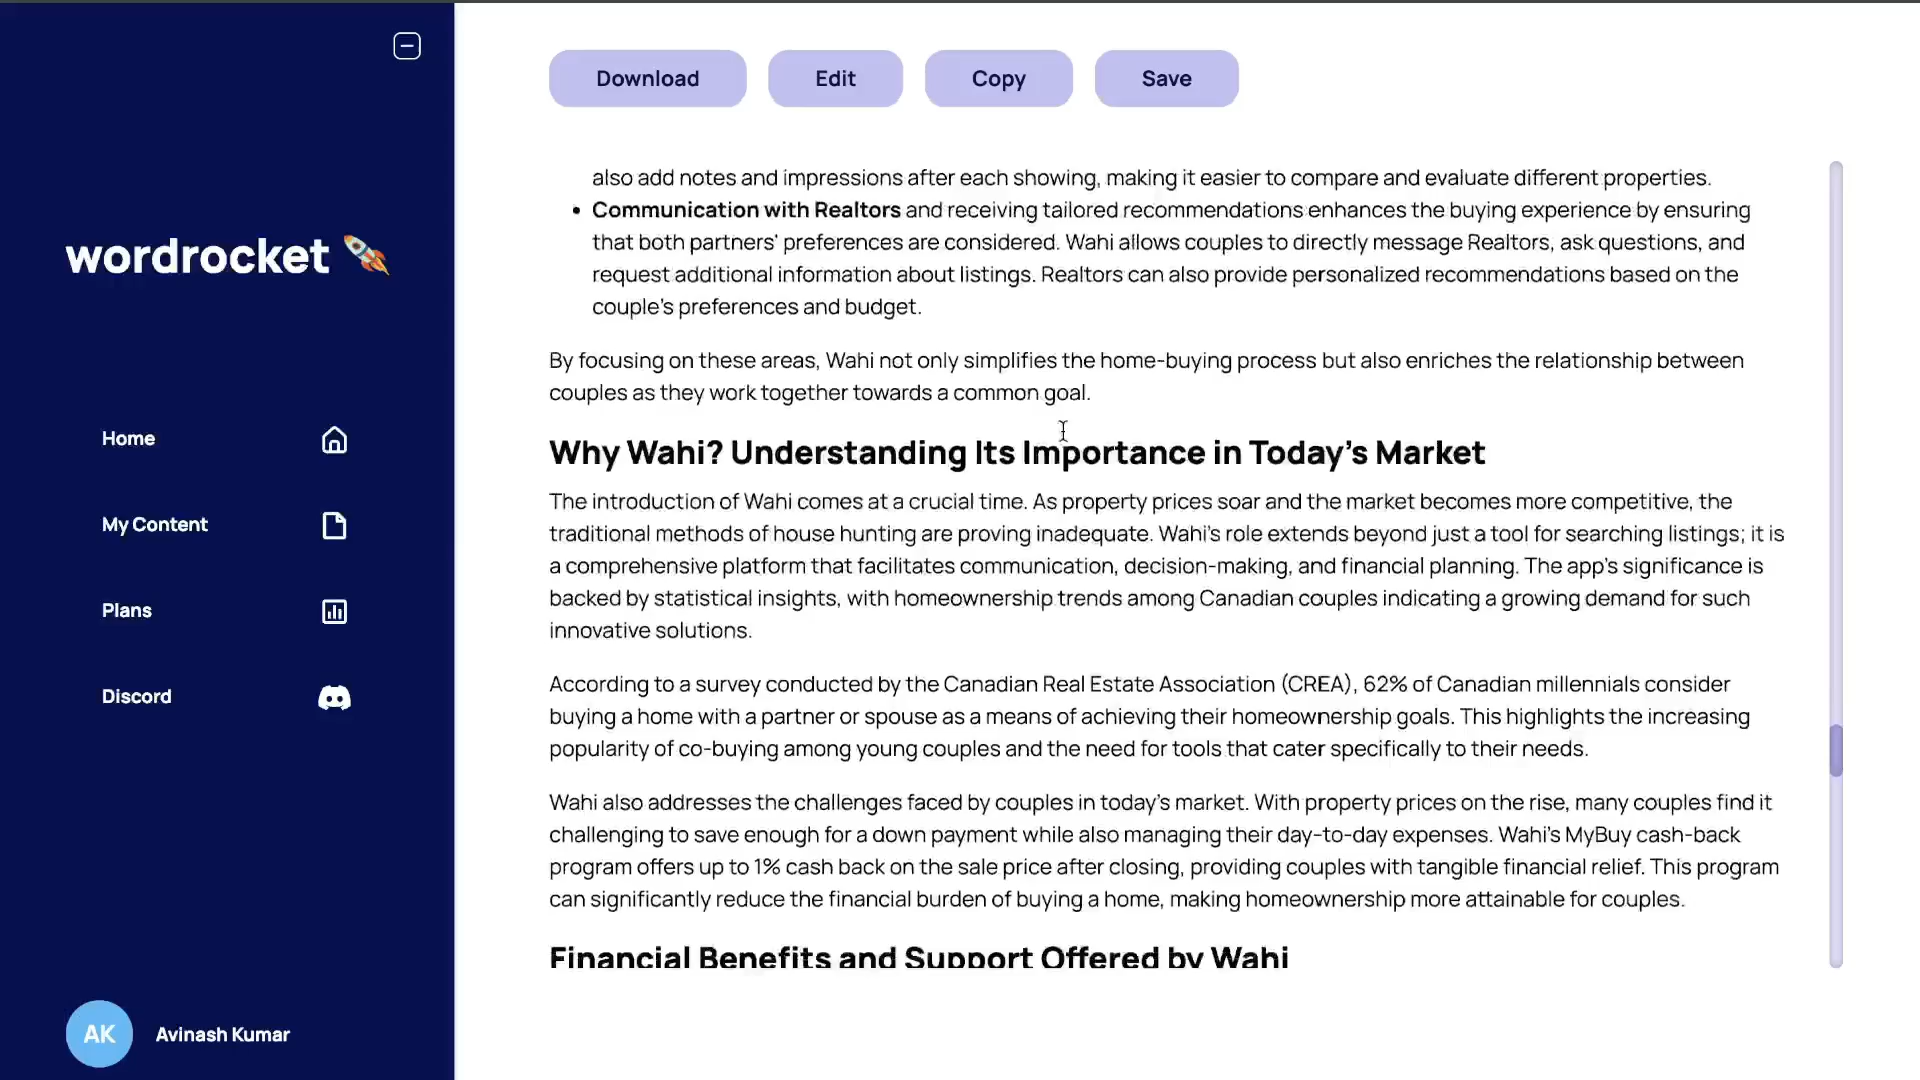 wordrocket
Home
My Content
Plans
Discord
AK
Avinash Kumar
Download
Edit
Copy
Save
also add notes and impressions after each showing, making it easier to compare and evaluate different properties.
• Communication with Realtors and receiving tailored recommendations enhances the buying experience by ensuring
that both partners' preferences are considered. Wahi allows couples to directly message Realtors, ask questions, and
request additional information about listings. Realtors can also provide personalized recommendations based on the
couple's preferences and budget.
By focusing on these areas, Wahi not only simplifies the home-buying process but also enriches the relationship between
couples as they work together towards a common goal.
Why Wahi? Understanding Its Importance in Today's Market
The introduction of Wahi comes at a crucial time. As property prices soar and the market becomes more competitive, the
traditional methods of house hunting are proving inadequate. Wahi's role extends beyond just a tool for searching listings; it is
a comprehensive platform that facilitates communication, decision-making, and financial planning. The app's significance is
backed by statistical insights, with homeownership trends among Canadian couples indicating a growing demand for such
innovative solutions.
According to a survey conducted by the Canadian Real Estate Association (CREA), 62% of Canadian millennials consider
buying a home with a partner or spouse as a means of achieving their homeownership goals. This highlights the increasing
popularity of co-buying among young couples and the need for tools that cater specifically to their needs.
Wahi also addresses the challenges faced by couples in today's market. With property prices on the rise, many couples find it
challenging to save enough for a down payment while also managing their day-to-day expenses. Wahi's MyBuy cash-back
program offers up to 1% cash back on the sale price after closing, providing couples with tangible financial relief. This program
can significantly reduce the financial burden of buying a home, making homeownership more attainable for couples.
Financial Benefits and Support Offered by Wahi